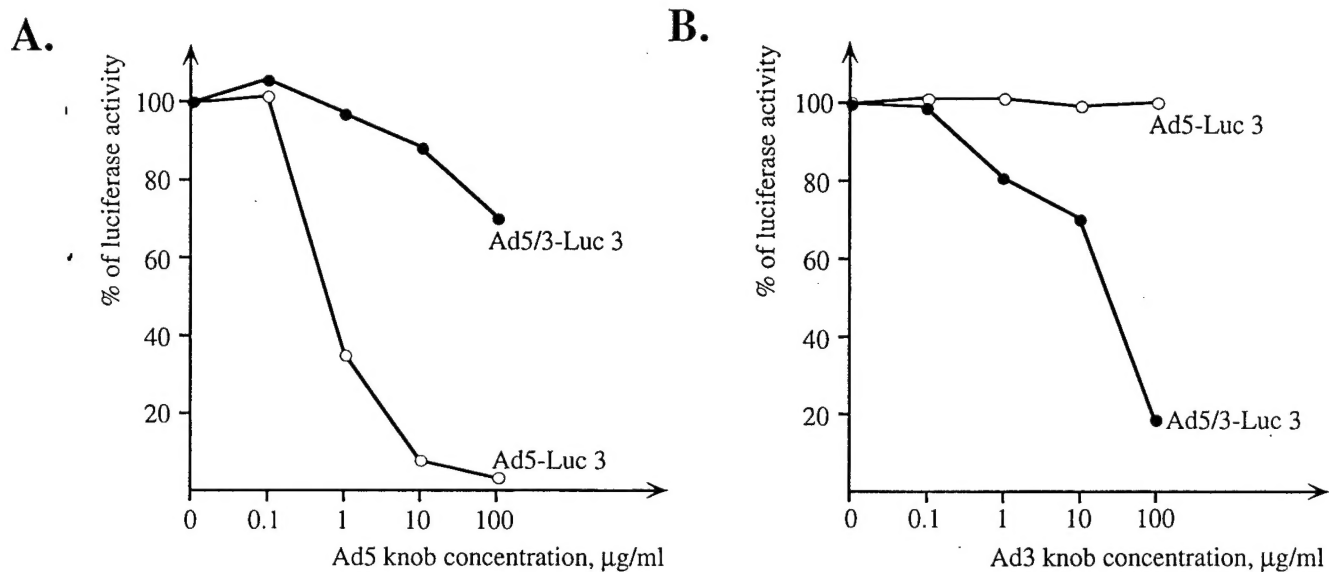 A.
% of luciferase activity
100
80
60
40
20
Ad5/3-Luc 3
Ad5-Luc 3
0 0.1 1 10 100
Ad5 knob concentration, μg/ml
B.
% of luciferase activity
100
80
60
40
20
Ad5-Luc 3
Ad5/3-Luc 3
0 0.1 1 10 100
Ad3 knob concentration, μg/ml